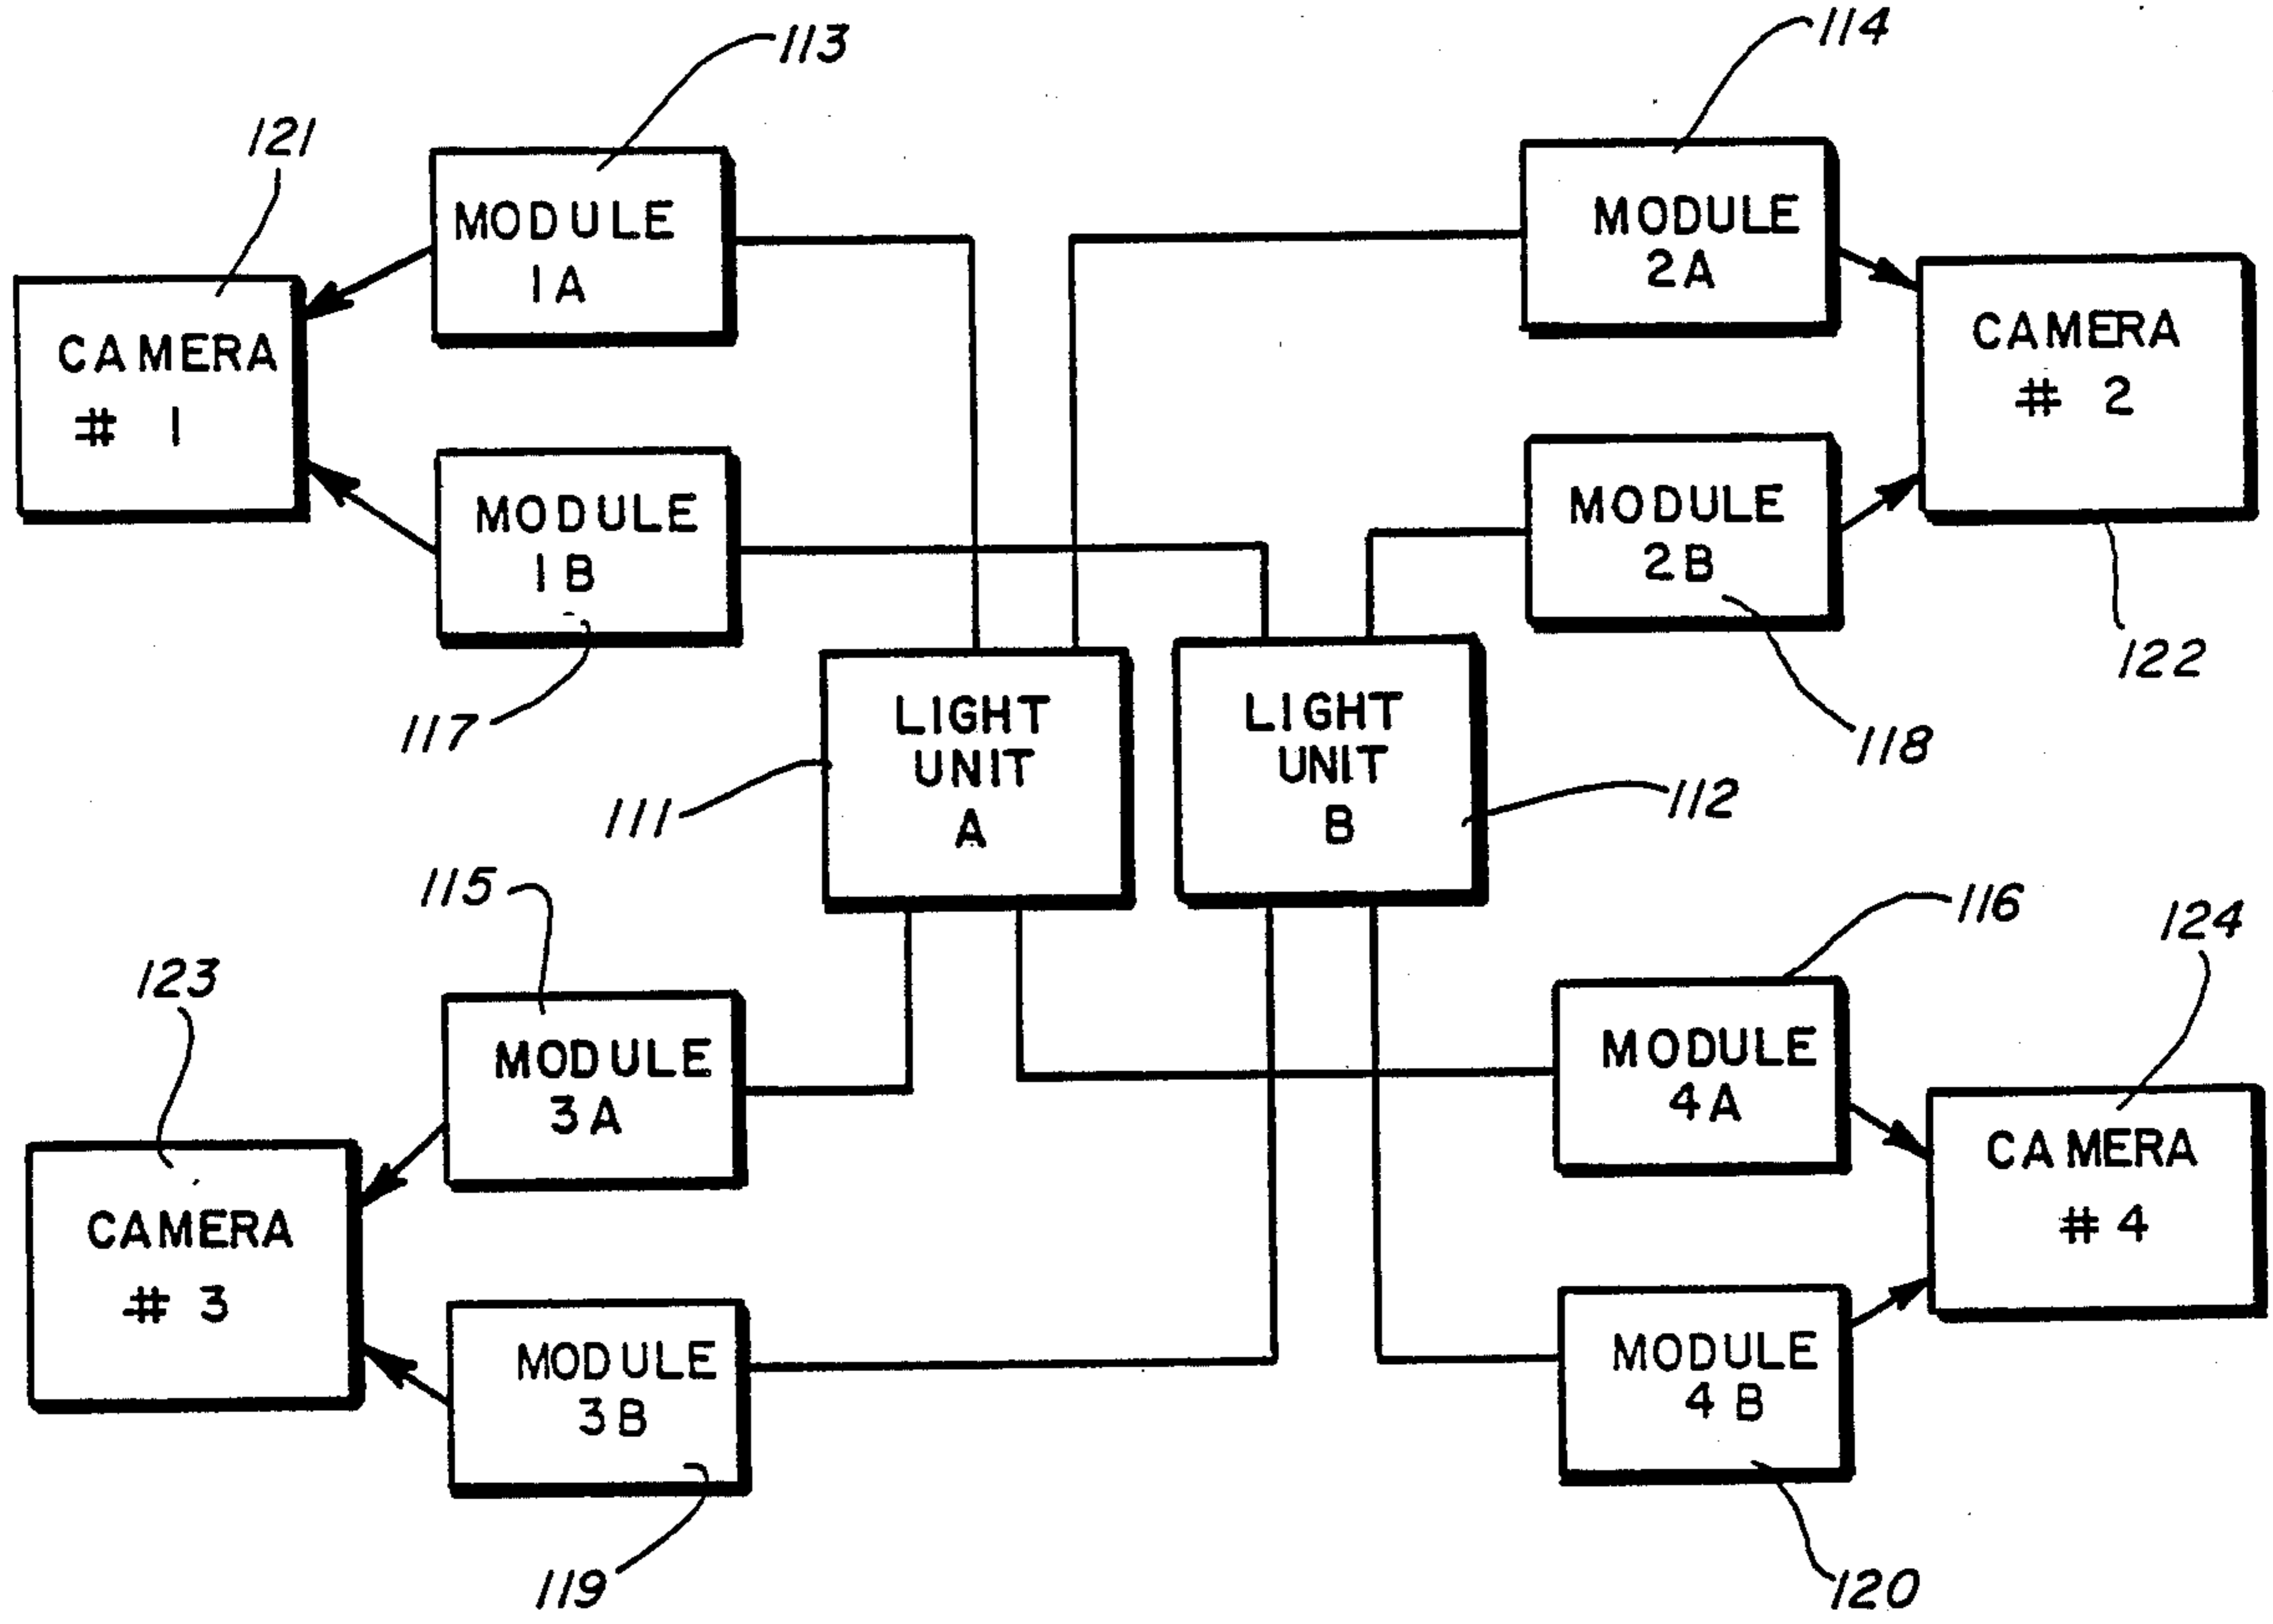 113
114
121
MODULE
1A
MODULE
2A
CAMERA
# 1
CAMERA
# 2
MODULE
1B
MODULE
2B
117
122
118
LIGHT
UNIT
A
LIGHT
UNIT
B
111
112
115
116
124
123
MODULE
3A
MODULE
4A
CAMERA
# 3
CAMERA
# 4
MODULE
3B
MODULE
4B
119
120